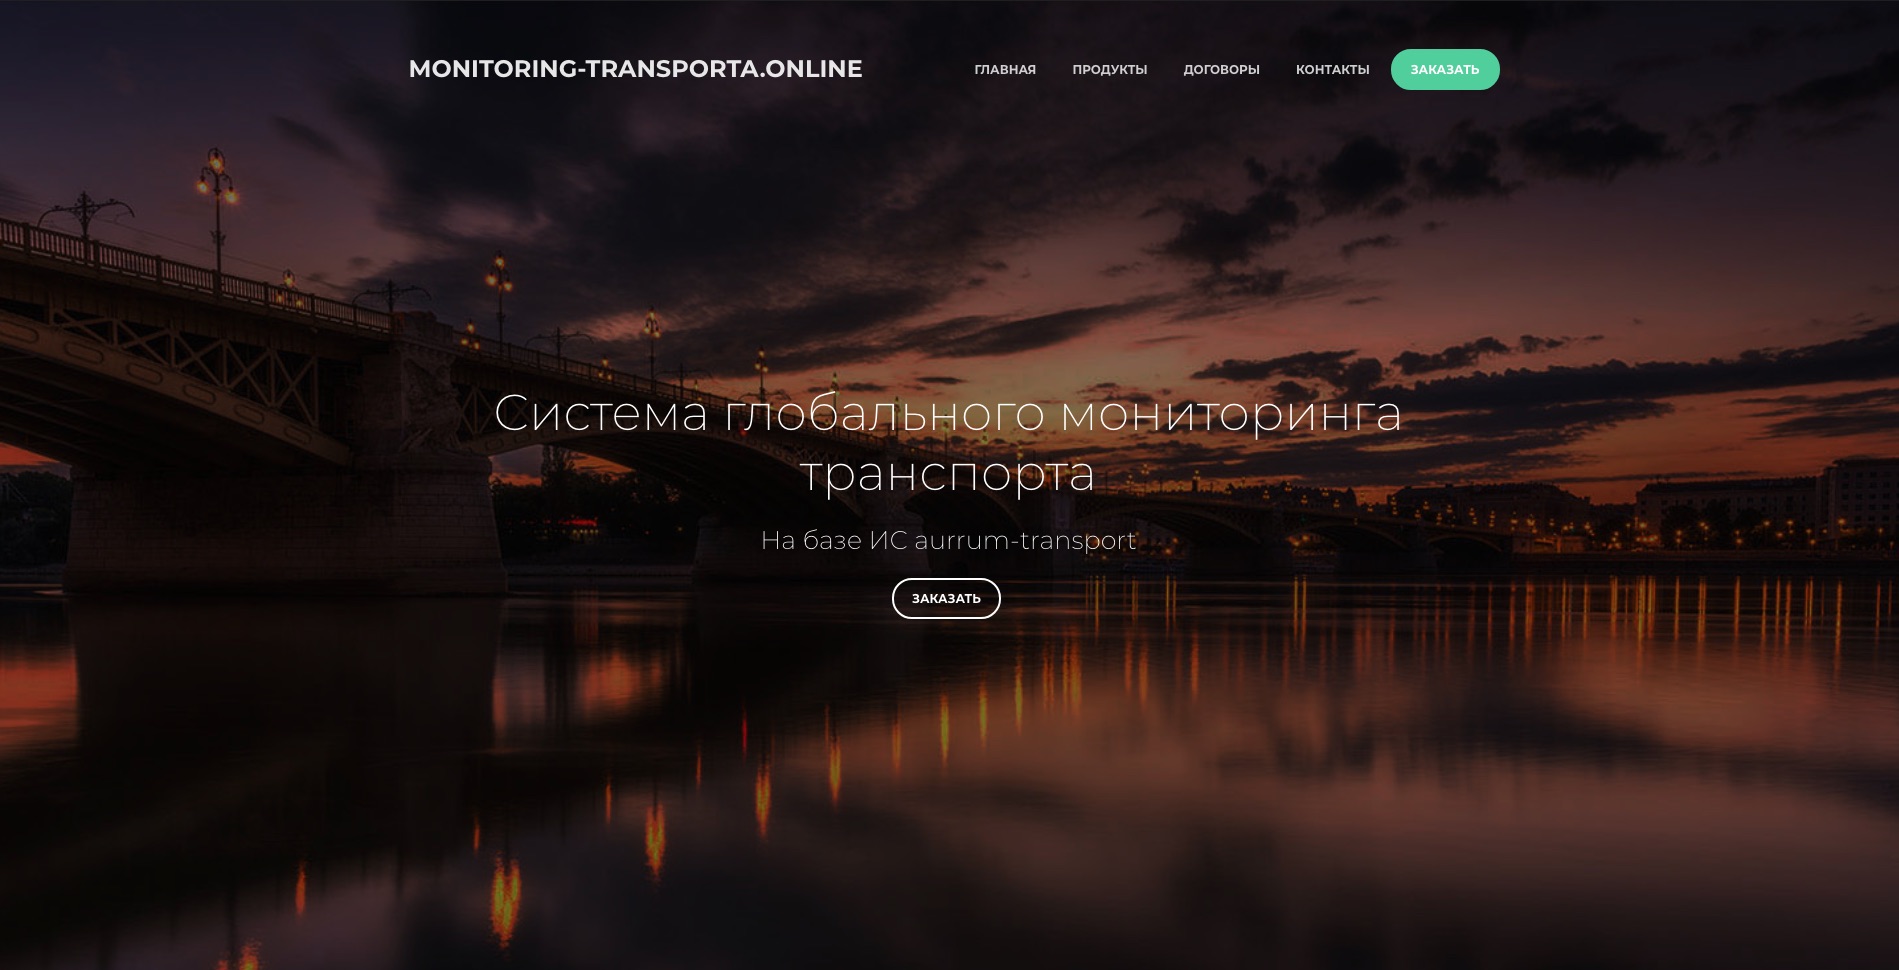 MONITORING-TRANSPORTA.ONLINE
ГЛАВНАЯ ПРОДУКТЫ ДОГОВОРЫ КОНТАКТЫ ЗАКАЗАТЬ
Система глобального мониторинга
транспорта
На базе ИС aurrum-transport
ЗАКАЗАТЬ